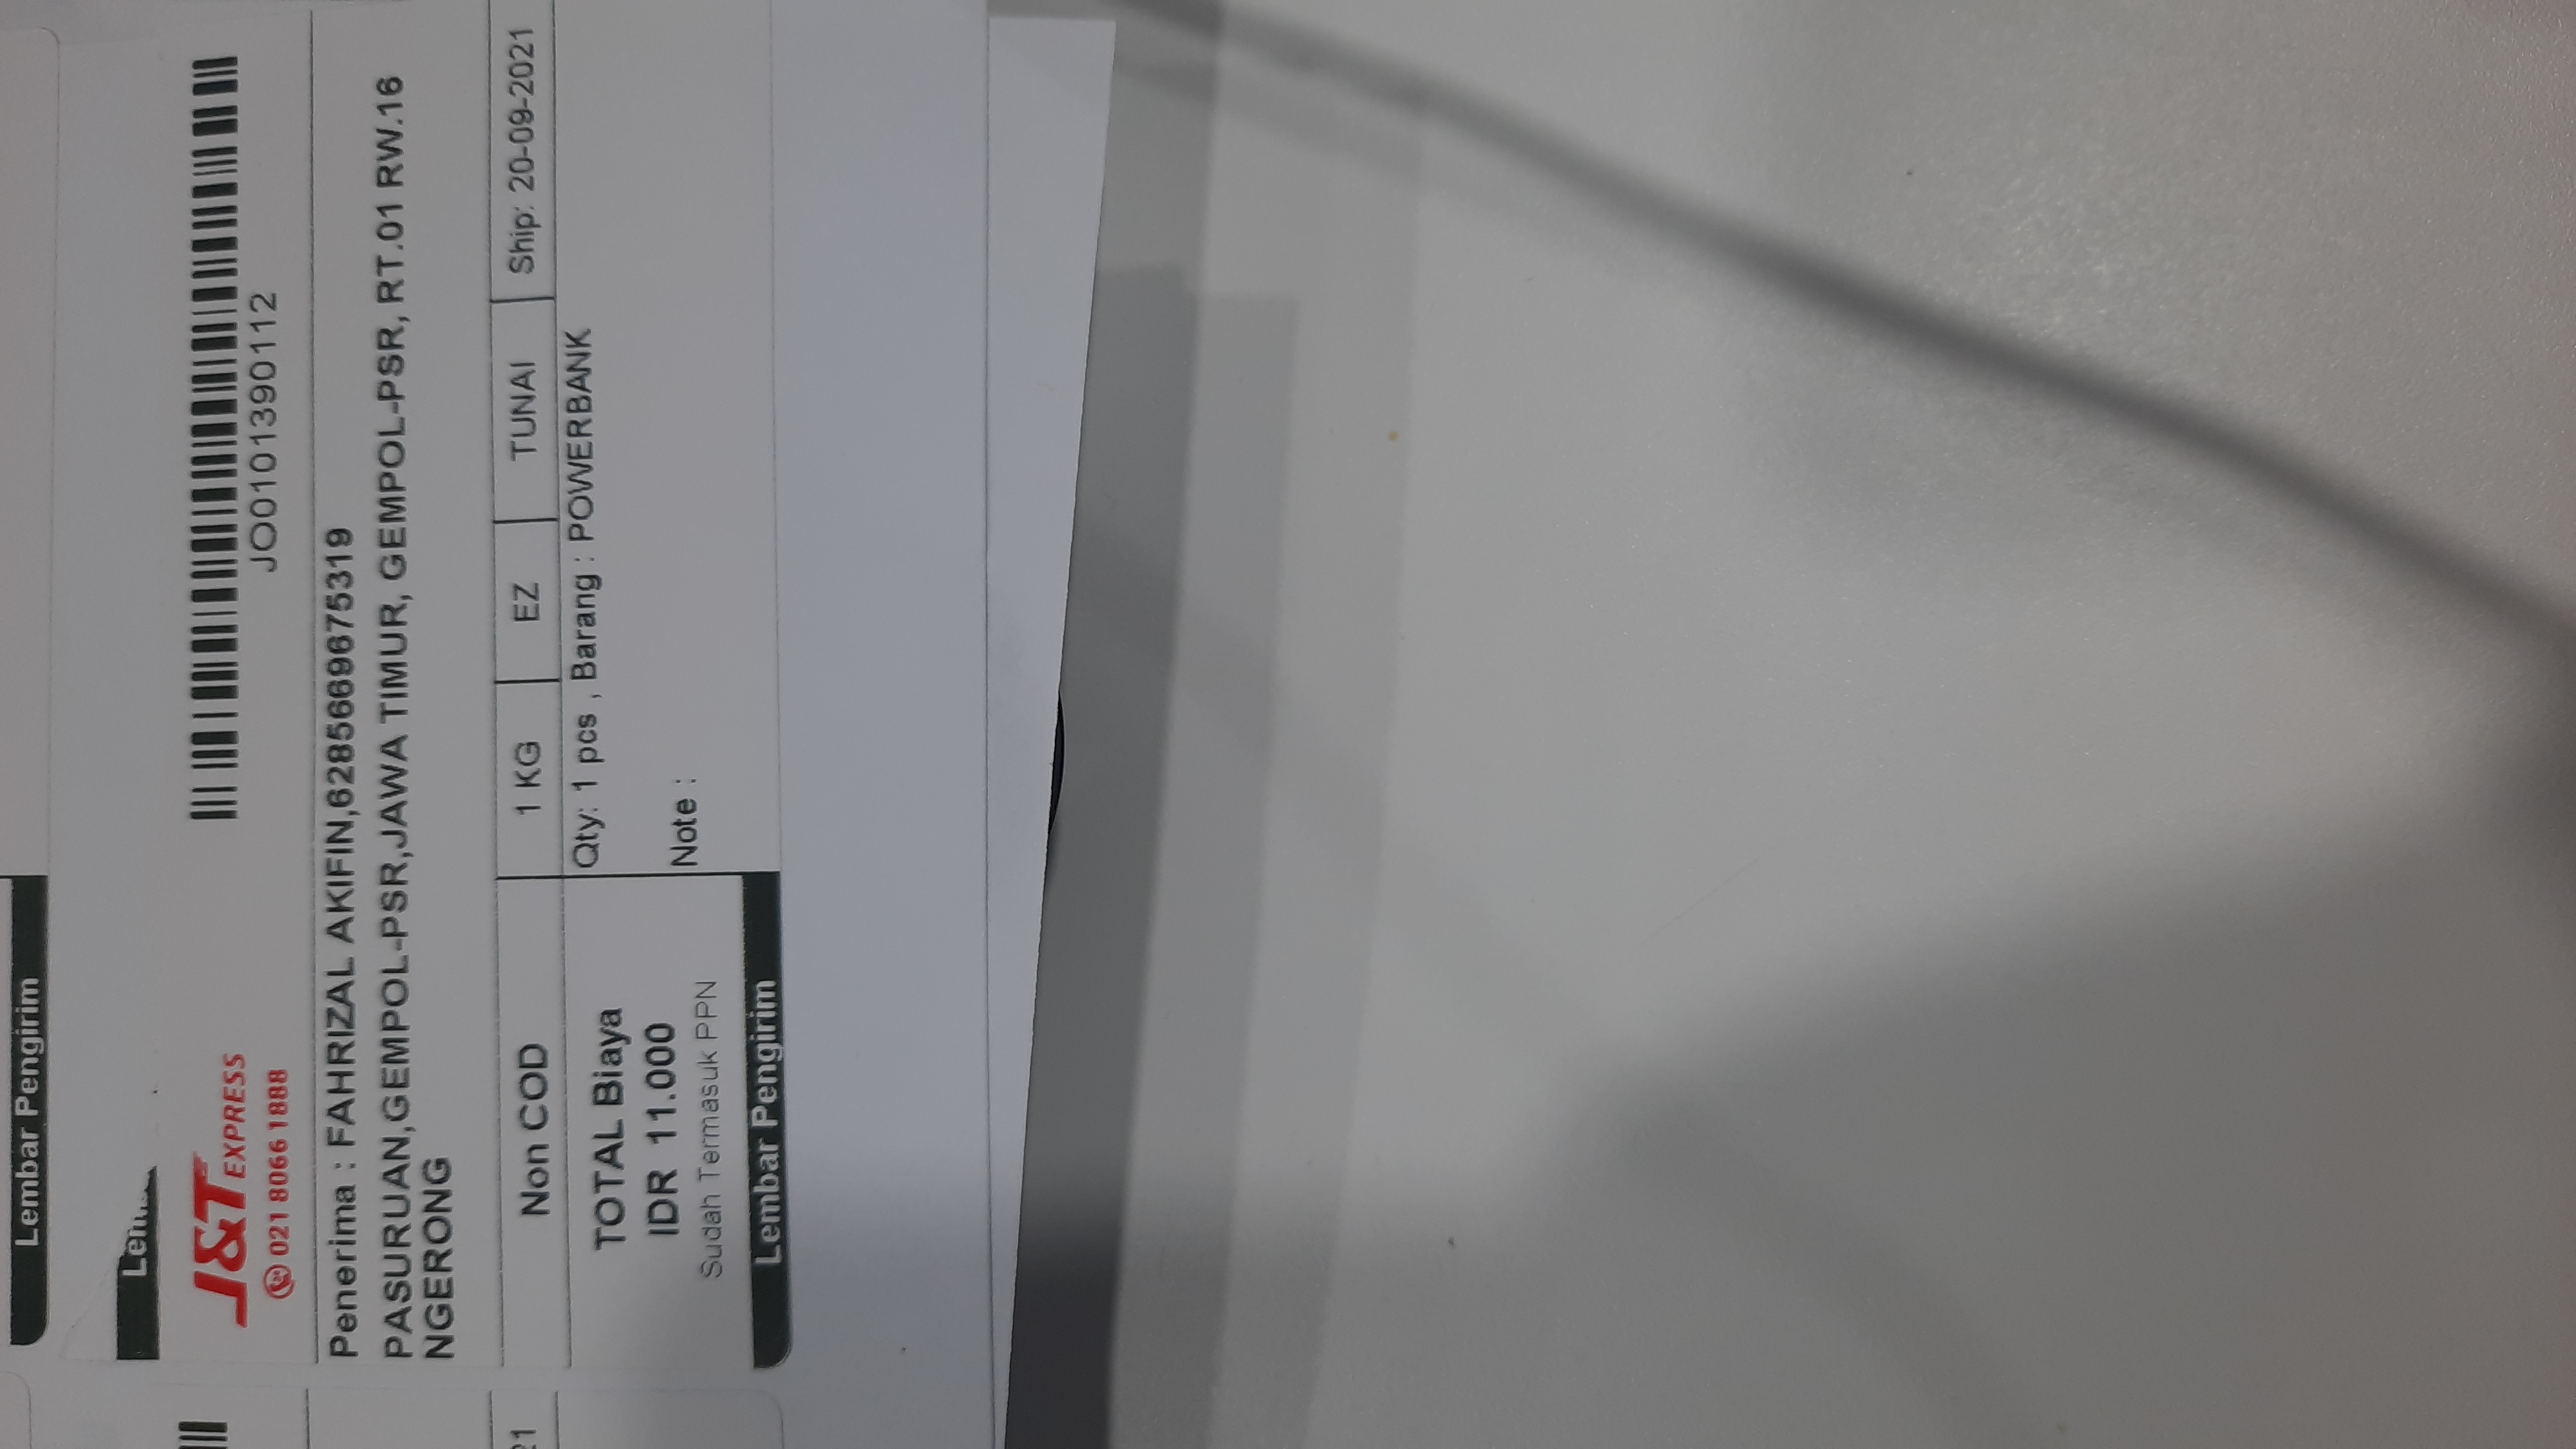 Lembar Pengirim
J&T EXPRESS
021 8066 1888
JO0101390112
Penerima : FAHRIZAL AKIFIN,6285669675319
PASURUAN,GEMPOL-PSR,JAWA TIMUR, GEMPOL-PSR, RT.01 RW.16
NGERONG
21
Non COD
1 KG
EZ
TUNAI
Ship: 20-09-2021
TOTAL Biaya
IDR 11.000
Sudah Termasuk PPN
Qty: 1 pcs , Barang : POWERBANK
Note :
Lembar Pengirim